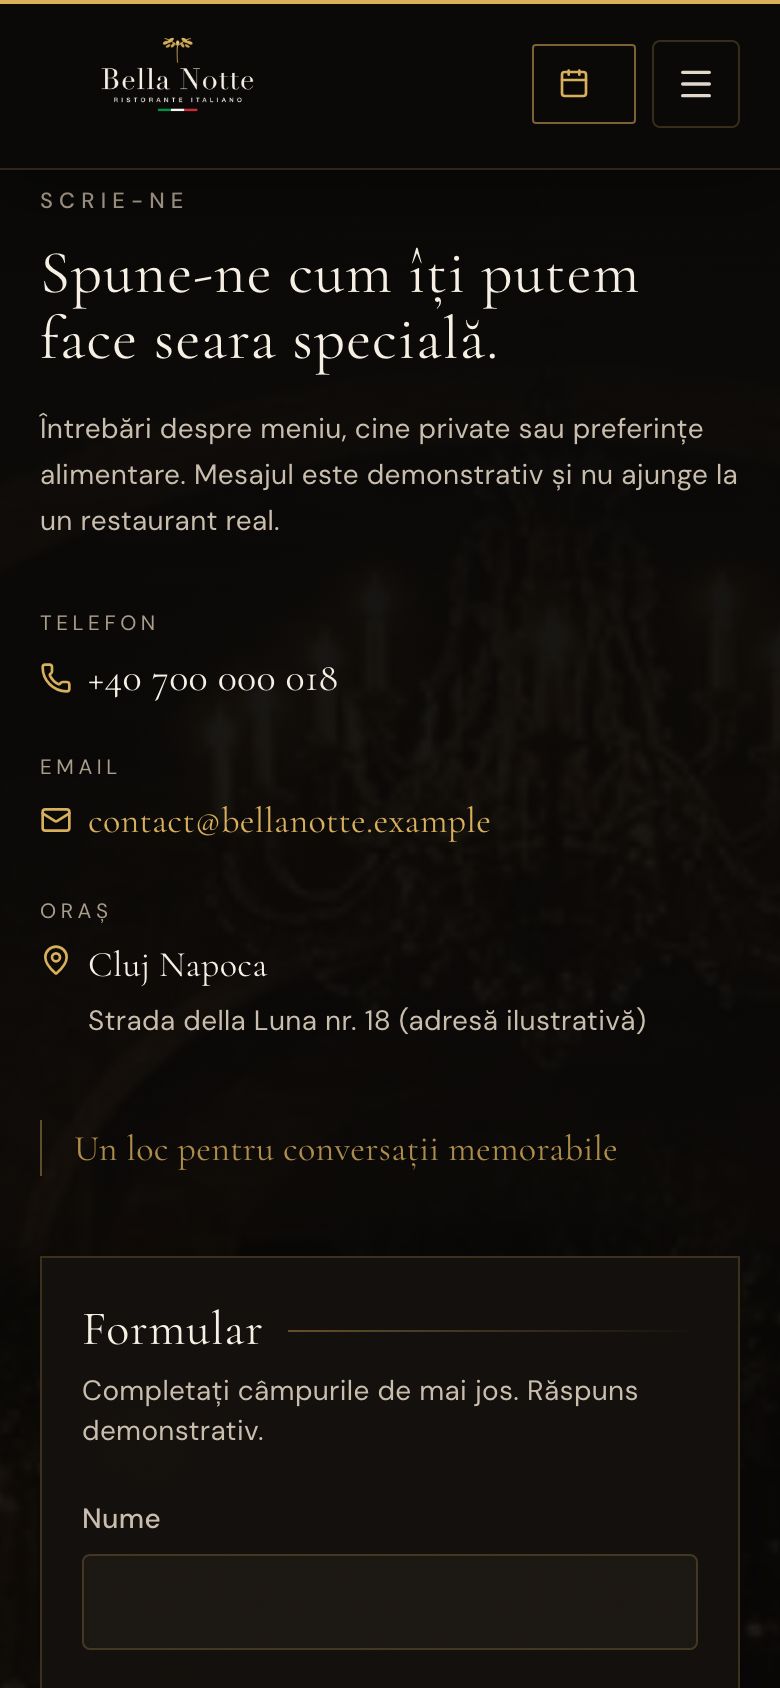 Bella Notte
RISTORANTE ITALIANO
SCRIE-NE
Spune-ne cum îți putem
face seara specială.
Întrebări despre meniu, cine private sau preferințe
alimentare. Mesajul este demonstrativ și nu ajunge la
un restaurant real.
TELEFON
+40 700 000 018
EMAIL
contact@bellanotte.example
ORAȘ
Cluj Napoca
Strada della Luna nr. 18 (adresă ilustrativă)
Un loc pentru conversații memorabile
Formular
Completați câmpurile de mai jos. Răspuns
demonstrativ.
Nume